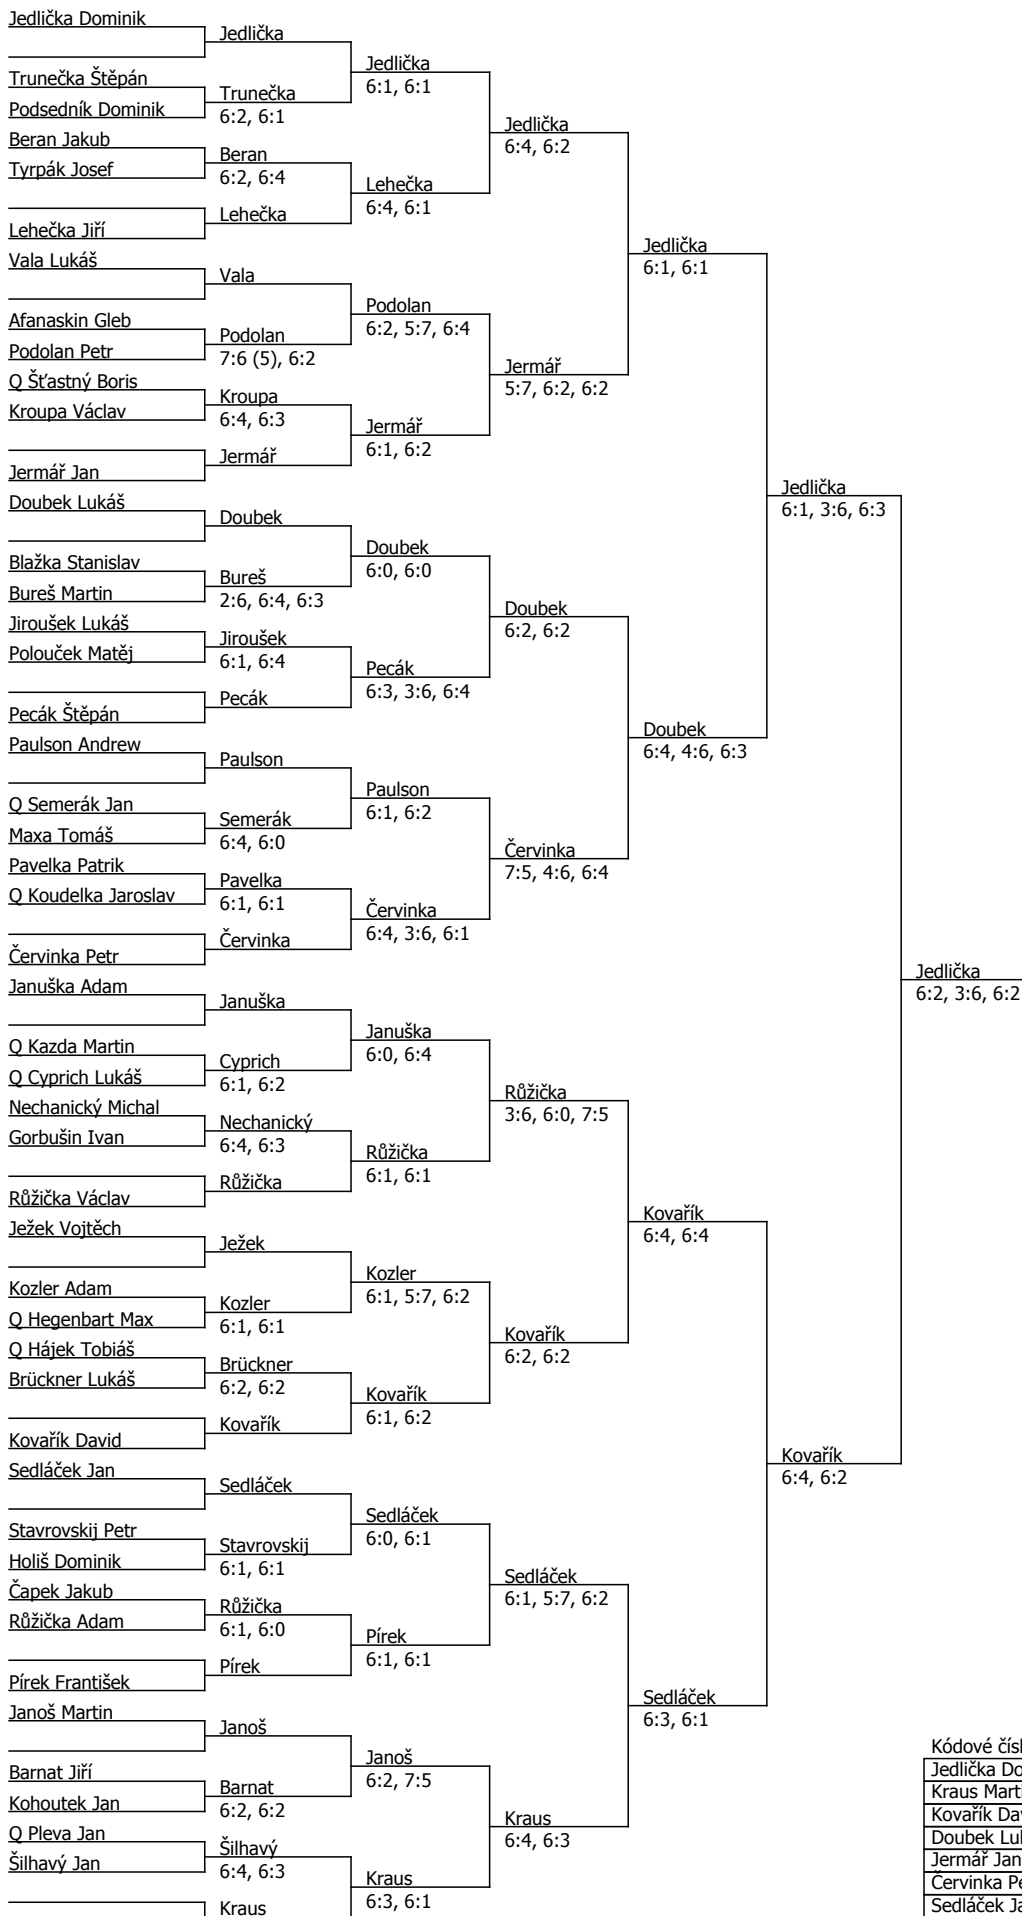 Jedlička Dominik
Jedlička
Jedlička
6:1, 6:1
Trunečka Štěpán
Trunečka
6:2, 6:1
Podsedník Dominik
Jedlička
6:4, 6:2
Beran Jakub
Beran
6:2, 6:4
Tyrpák Josef
Lehečka
6:4, 6:1
Lehečka
Lehečka Jiří
Jedlička
6:1, 6:1
Vala Lukáš
Vala
Podolan
6:2, 5:7, 6:4
Afanaskin Gleb
Podolan
7:6 (5), 6:2
Podolan Petr
Jermář
5:7, 6:2, 6:2
Q Šťastný Boris
Kroupa
6:4, 6:3
Kroupa Václav
Jermář
6:1, 6:2
Jermář
Jermář Jan
Jedlička
6:1, 3:6, 6:3
Doubek Lukáš
Doubek
Doubek
6:0, 6:0
Blažka Stanislav
Bureš
2:6, 6:4, 6:3
Bureš Martin
Doubek
6:2, 6:2
Jiroušek Lukáš
Jiroušek
6:1, 6:4
Polouček Matěj
Pecák
6:3, 3:6, 6:4
Pecák
Pecák Štěpán
Doubek
6:4, 4:6, 6:3
Paulson Andrew
Paulson
Paulson
6:1, 6:2
Q Semerák Jan
Semerák
6:4, 6:0
Maxa Tomáš
Červinka
7:5, 4:6, 6:4
Pavelka Patrik
Pavelka
6:1, 6:1
Q Koudelka Jaroslav
Červinka
6:4, 3:6, 6:1
Červinka
Červinka Petr
Jedlička
6:2, 3:6, 6:2
Januška Adam
Januška
Januška
6:0, 6:4
Q Kazda Martin
Cyprich
6:1, 6:2
Q Cyprich Lukáš
Růžička
3:6, 6:0, 7:5
Nechanický Michal
Nechanický
6:4, 6:3
Gorbušin Ivan
Růžička
6:1, 6:1
Růžička
Růžička Václav
Kovařík
6:4, 6:4
Ježek Vojtěch
Ježek
Kozler
6:1, 5:7, 6:2
Kozler Adam
Kozler
6:1, 6:1
Q Hegenbart Max
Kovařík
6:2, 6:2
Q Hájek Tobiáš
Brückner
6:2, 6:2
Brückner Lukáš
Kovařík
6:1, 6:2
Kovařík
Kovařík David
Kovařík
6:4, 6:2
Sedláček Jan
Sedláček
Sedláček
6:0, 6:1
Stavrovskij Petr
Stavrovskij
6:1, 6:1
Holiš Dominik
Sedláček
6:1, 5:7, 6:2
Čapek Jakub
Růžička
6:1, 6:0
Růžička Adam
Pírek
6:1, 6:1
Pírek
Pírek František
Sedláček
6:3, 6:1
Janoš Martin
Janoš
Janoš
6:2, 7:5
Barnat Jiří
Barnat
6:2, 6:2
Kohoutek Jan
Kraus
6:4, 6:3
Q Pleva Jan
Šilhavý
6:4, 6:3
Šilhavý Jan
Kraus
6:3, 6:1
Kraus
Kódové čísl
Jedlička Do
Kraus Mart
Kovařík Da
Doubek Lu
Jermář Jan
Červinka Pe
Sedláček Ja